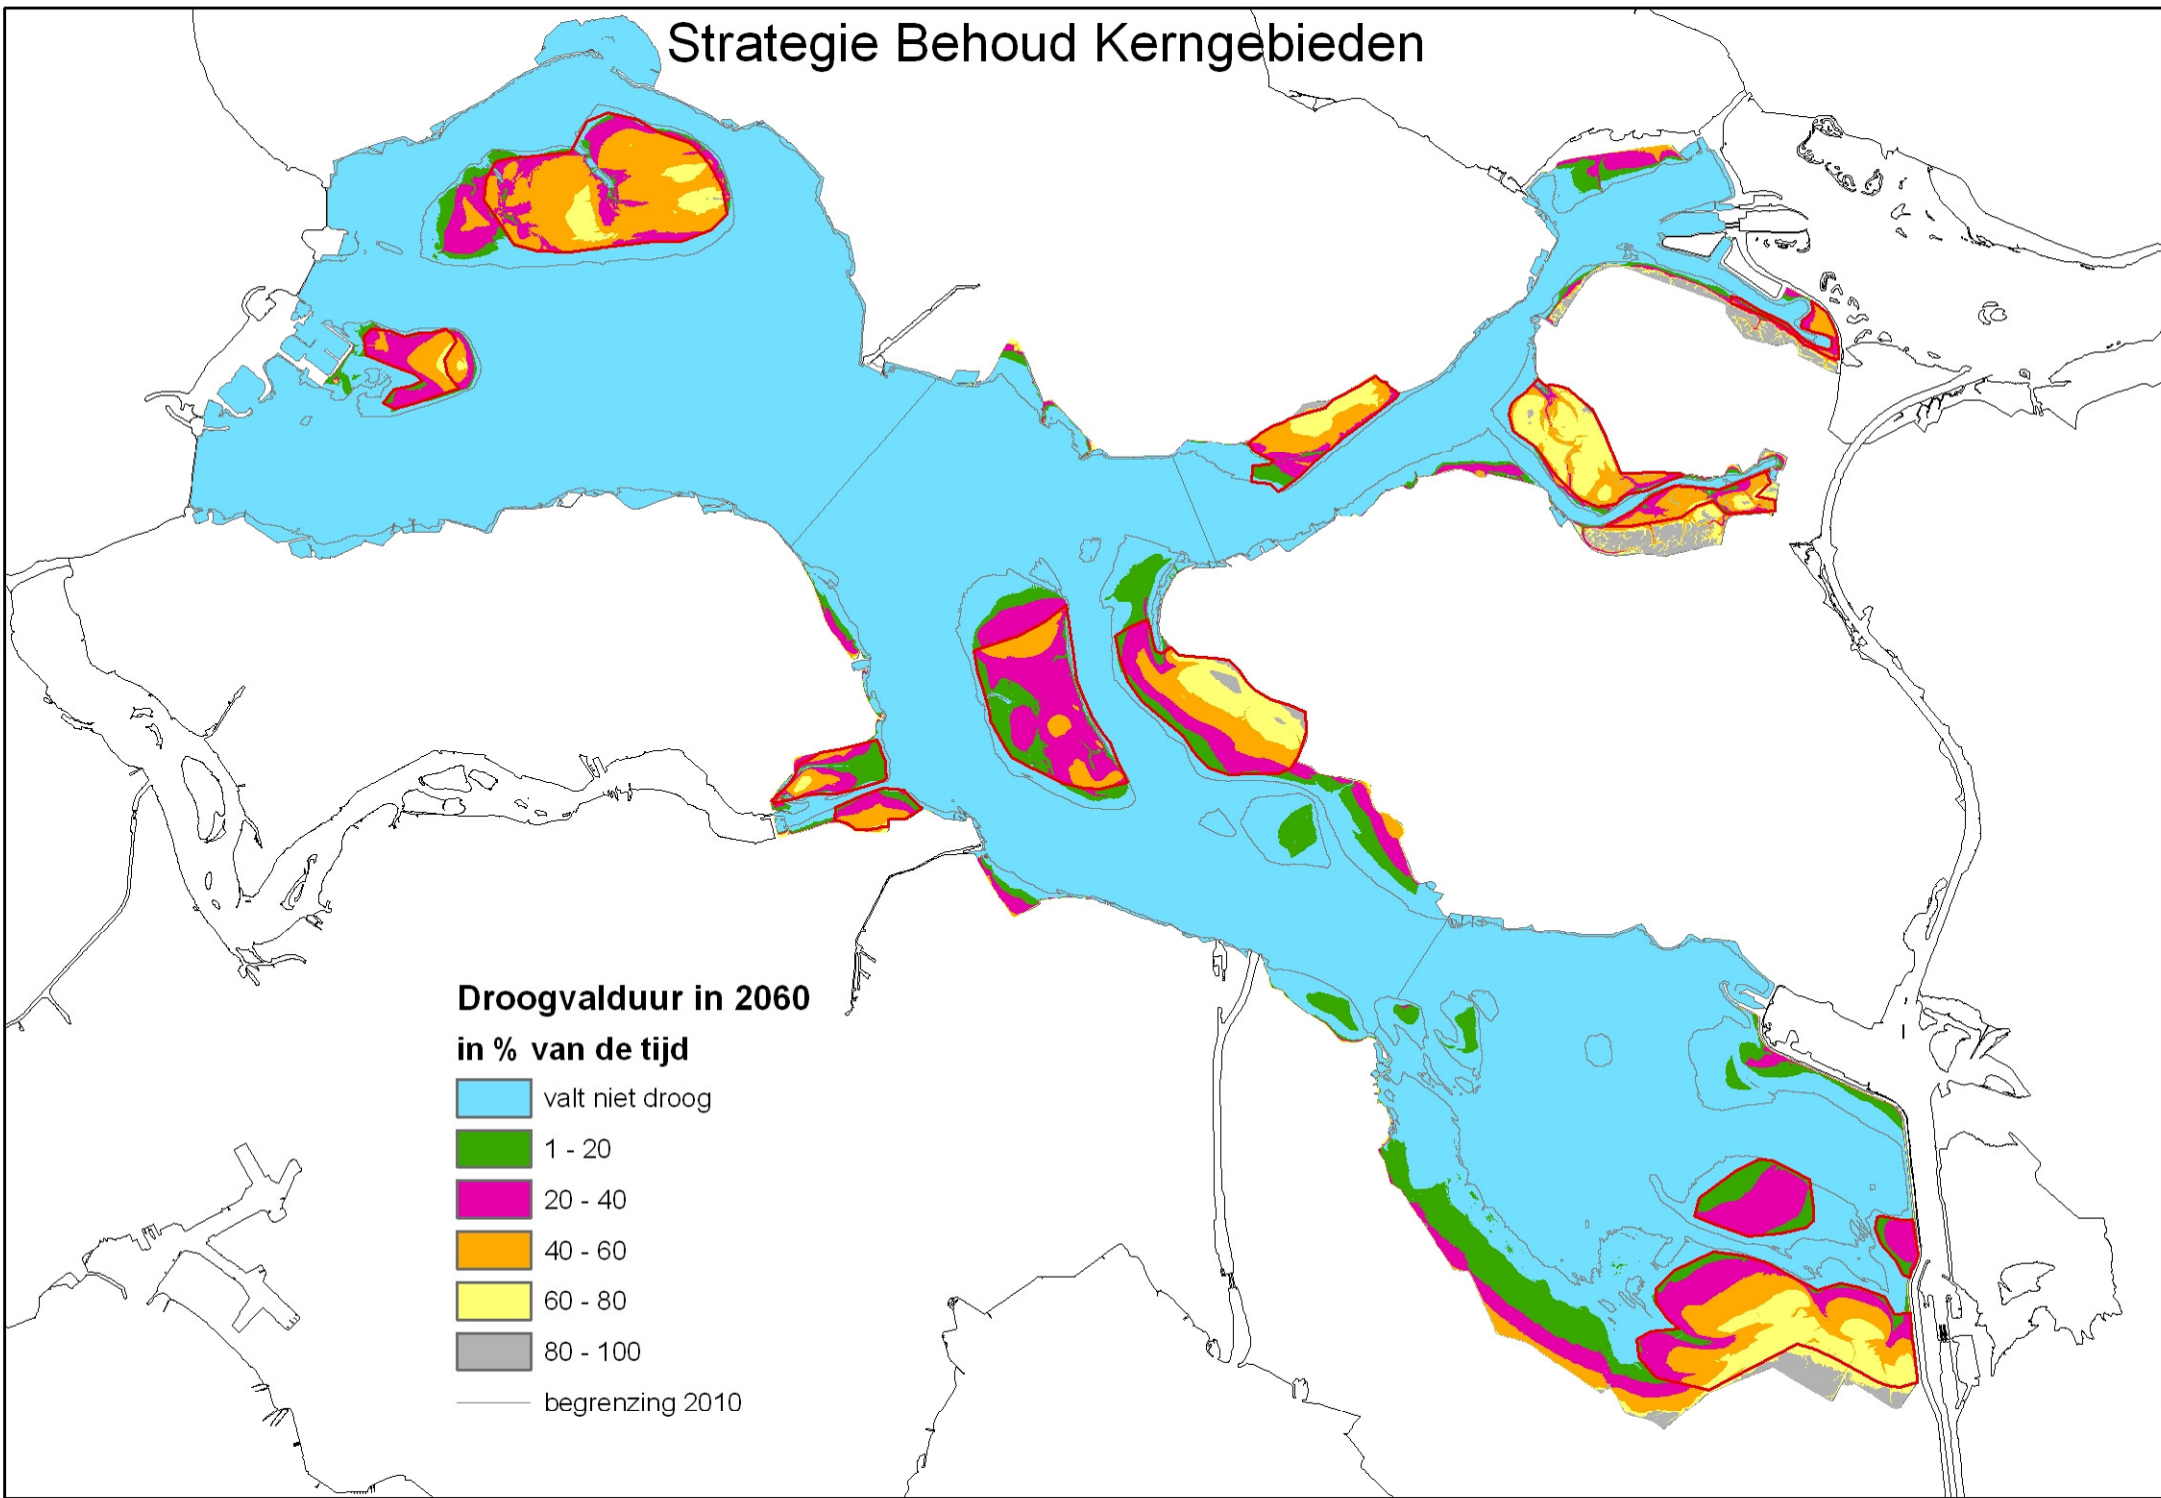 Strategie Behoud Kerngebieden
Droogvalduur in 2060
in % van de tijd
valt niet droog
1 - 20
20 - 40
40 - 60
60 - 80
80 - 100
begrenzing 2010